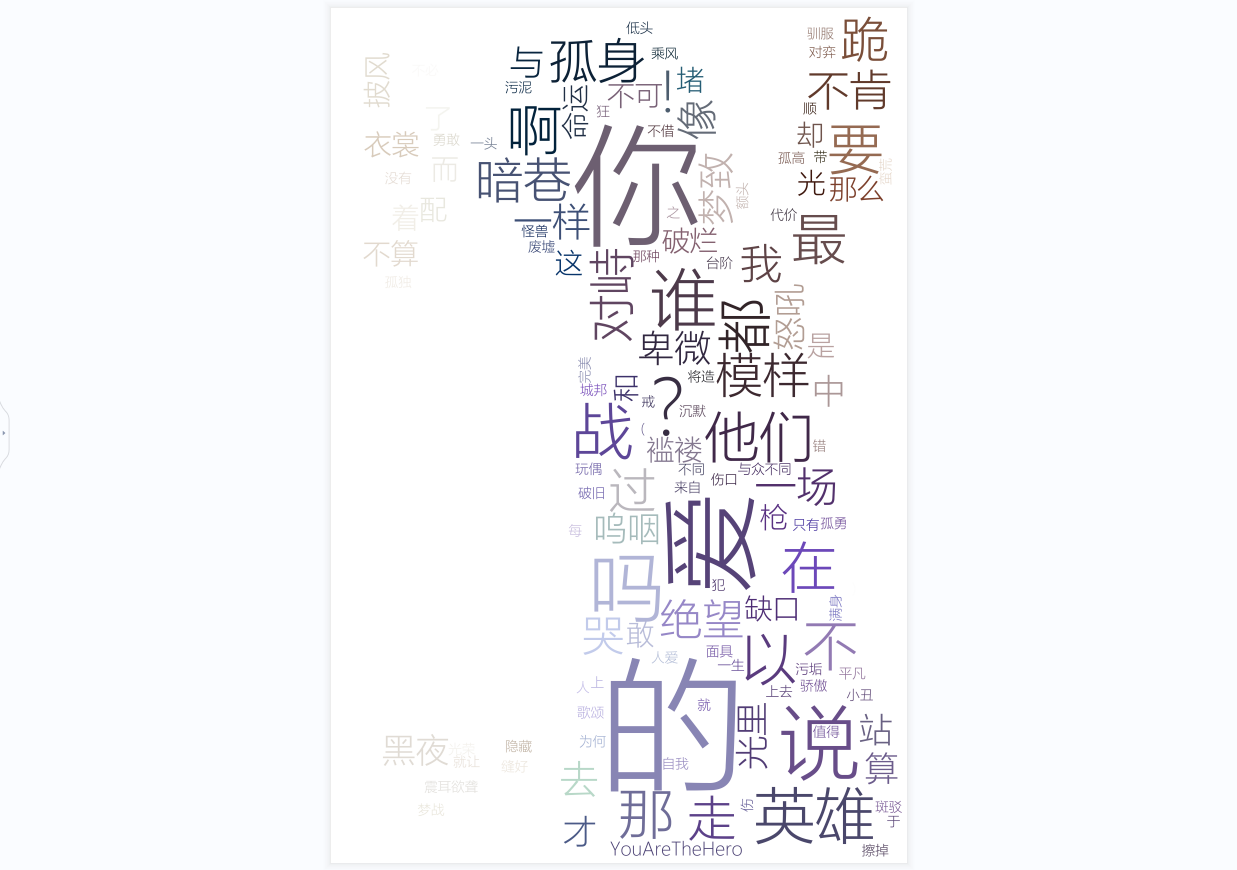 低头
跪
驯服
与
孤身
乘风
对弈
披风
不肯
污泥
堵
不可
！
命运
狂
像
顺
了
啊
不借
却
要
衣裳
勇敢
一头
你
孤高
带
而
暗巷
梦致
没有
额头
光
那么
配
着
一样
之
代价
怪兽
破烂
最
不算
废墟
这
那种
台阶
我
对峙
孤独
谁
都
怒吼
卑微
是
完美
将造
模样
城邦
和
？
中
戒
沉默
战
(
他们
褴褛
错
玩偶
不同
与众不同
过
伤口
一场
破旧
来自
爱
枪
只有
孤勇
每
呜咽
在
吗
犯
绝望
缺口
满身
哭
敢
不
人爱
面具
以
一生
污垢
平凡
人
上
的
骄傲
上去
小丑
歌颂
就
光里
说
值得
站
为何
黑夜
光荣
隐藏
就让
缝好
自我
去
算
震耳欲聋
梦战
那
走
伤
英雄
斑驳
于
才
YouAreTheHero
擦掉